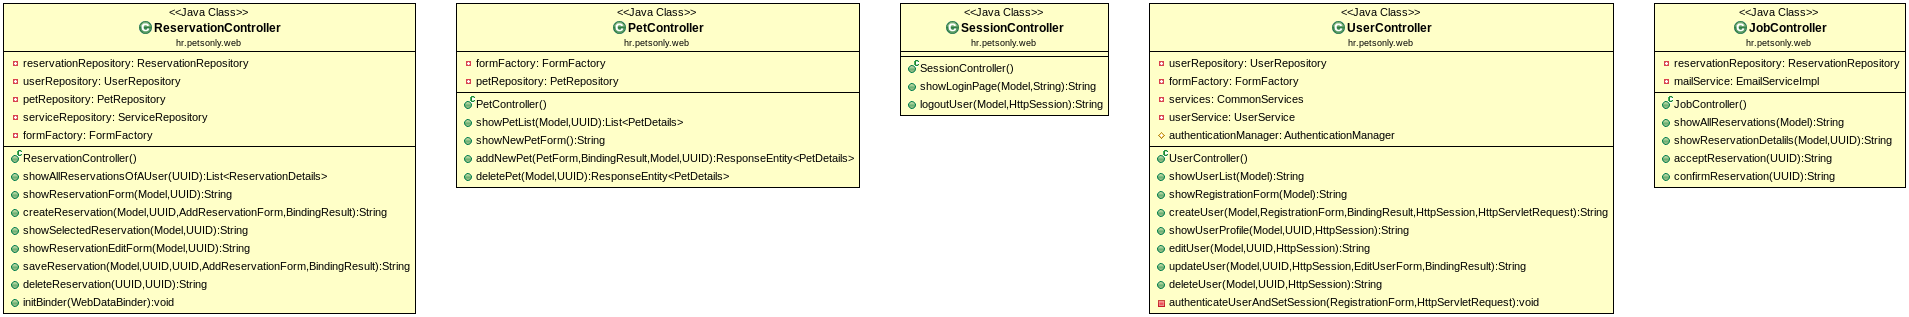 <<Java Class>>
ReservationController
hr.petsonly.web
reservationRepository: ReservationRepository
userRepository: UserRepository
petRepository: PetRepository
serviceRepository: ServiceRepository
formFactory: FormFactory
ReservationController()
showAllReservationsOfAUser(UUID):List<ReservationDetails>
showReservationForm(Model,UUID):String
createReservation(Model,UUID,AddReservationForm,BindingResult):String
showSelectedReservation(Model,UUID):String
showReservationEditForm(Model,UUID):String
saveReservation(Model,UUID,UUID,AddReservationForm,BindingResult):String
deleteReservation(UUID,UUID):String
initBinder(WebDataBinder):void
<<Java Class>>
PetController
hr.petsonly.web
formFactory: FormFactory
petRepository: PetRepository
PetController()
showPetList(Model,UUID):List<PetDetails>
showNewPetForm():String
addNewPet(PetForm,BindingResult,Model,UUID):ResponseEntity<PetDetails>
deletePet(Model,UUID):ResponseEntity<PetDetails>
<<Java Class>>
SessionController
hr.petsonly.web
SessionController()
showLoginPage(Model,String):String
logoutUser(Model,HttpSession):String
<<Java Class>>
UserController
hr.petsonly.web
userRepository: UserRepository
formFactory: FormFactory
services: CommonServices
userService: UserService
authenticationManager: AuthenticationManager
UserController()
showUserList(Model):String
showRegistrationForm(Model):String
createUser(Model,RegistrationForm,BindingResult,HttpSession,HttpServletRequest):String
showUserProfile(Model,UUID,HttpSession):String
editUser(Model,UUID,HttpSession):String
updateUser(Model,UUID,HttpSession,EditUserForm,BindingResult):String
deleteUser(Model,UUID,HttpSession):String
authenticateUserAndSetSession(RegistrationForm,HttpServletRequest):void
<<Java Class>>
JobController
hr.petsonly.web
reservationRepository: ReservationRepository
mailService: EmailServiceImpl
JobController()
showAllReservations(Model):String
showReservationDetalils(Model,UUID):String
acceptReservation(UUID):String
confirmReservation(UUID):String